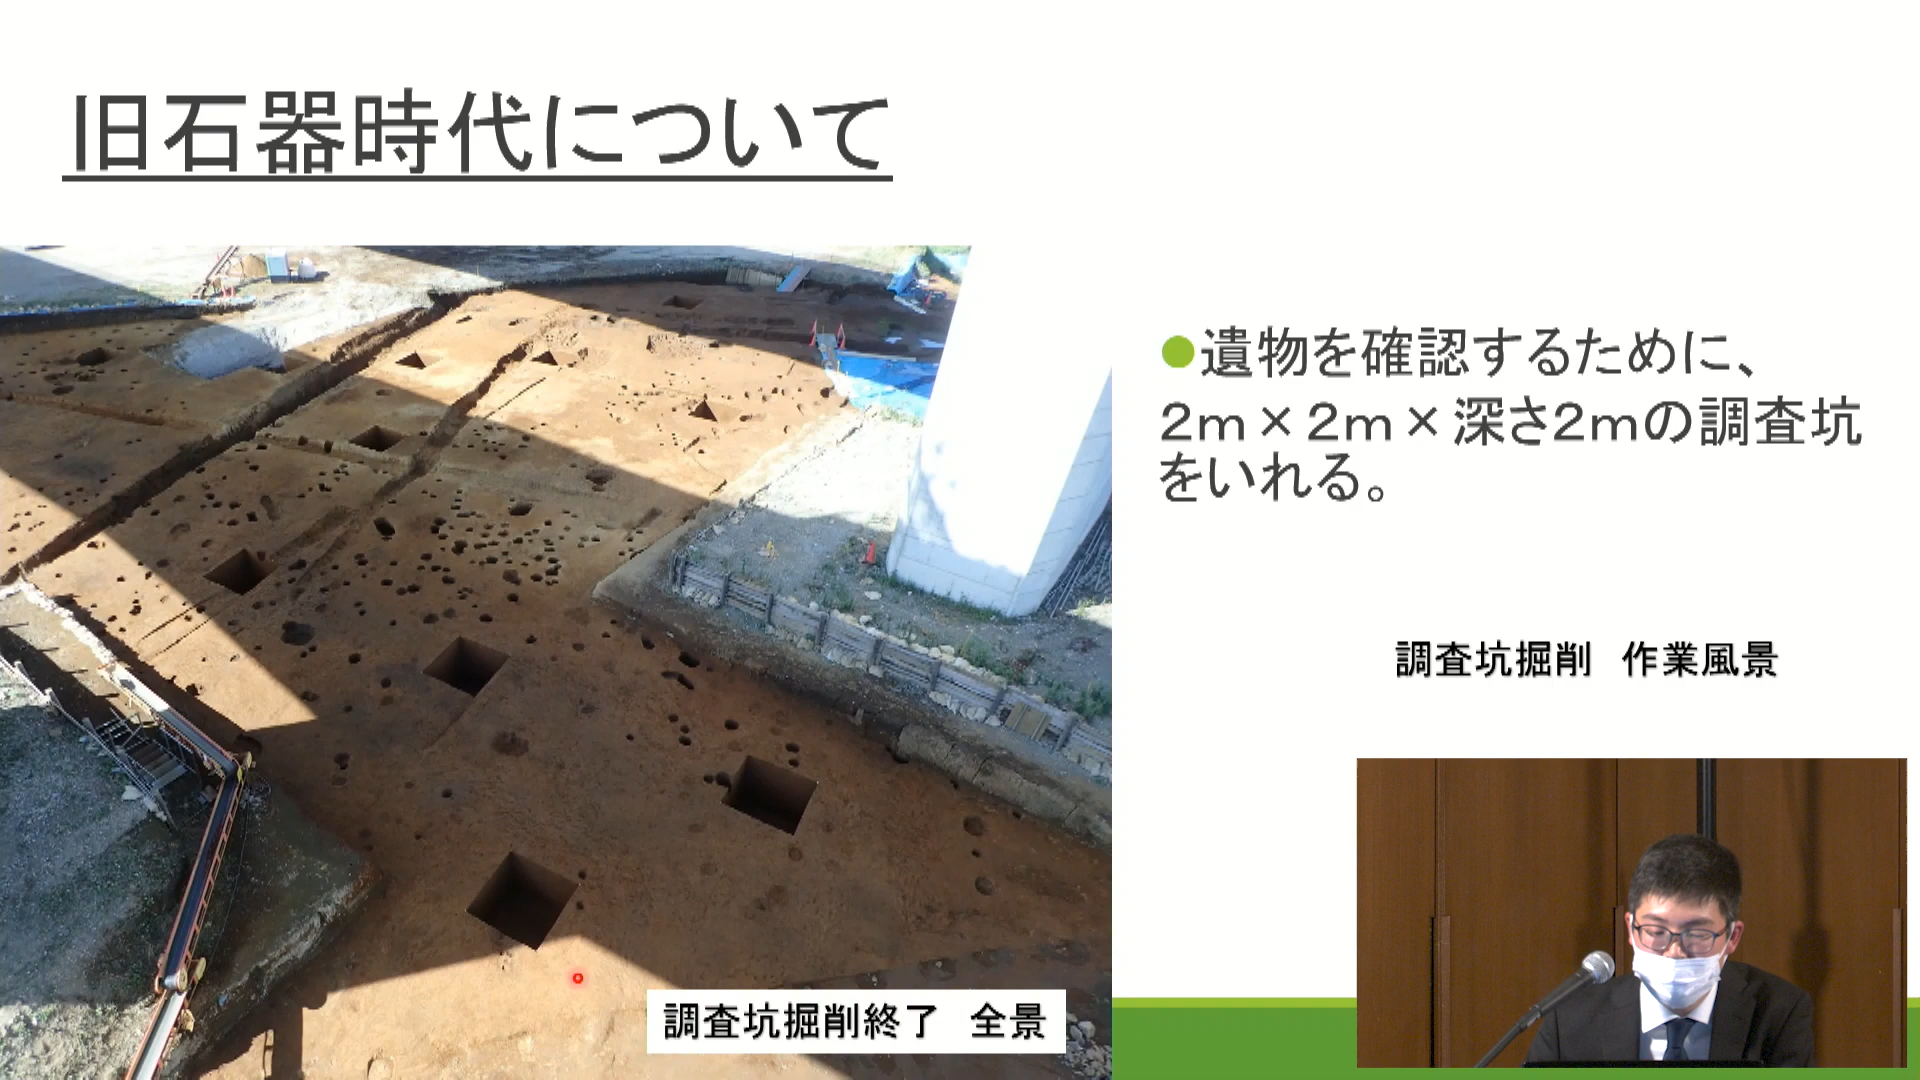 旧石器時代について
●遺物を確認するために、
2m×2m×深さ2mの調査坑
をいれる。
調査坑掘削　作業風景
調査坑掘削終了　全景